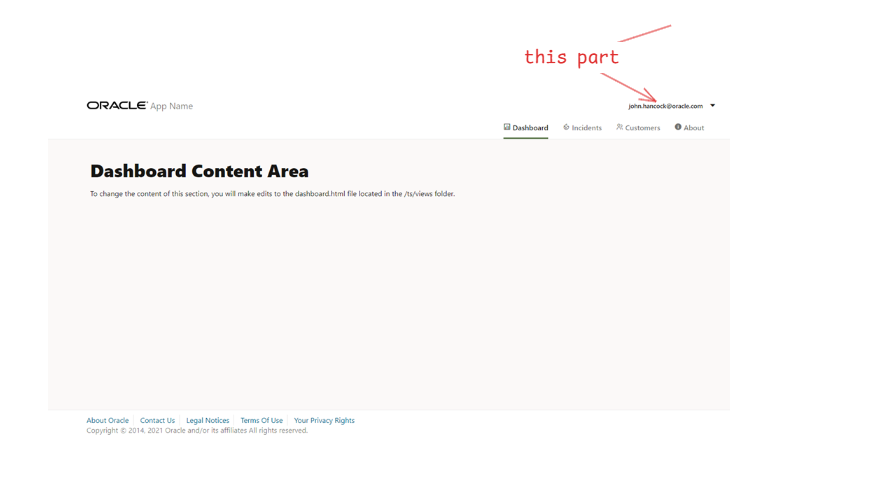 this part
ORACLE® App Name
john.hancock@oracle.com
Dashboard Incidents Customers About
Dashboard Content Area
To change the content of this section, you will make edits to the dashboard.html file located in the /ts/views folder.
About Oracle Contact Us Legal Notices Terms Of Use Your Privacy Rights
Copyright © 2014, 2021 Oracle and/or its affiliates All rights reserved.